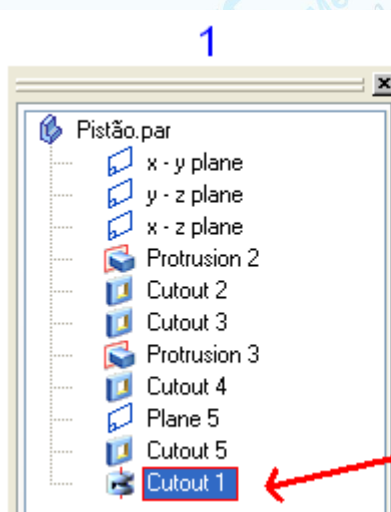 1
Pistão.par
x - y plane
y - z plane
x - z plane
Protrusion 2
Cutout 2
Cutout 3
Protrusion 3
Cutout 4
Plane 5
Cutout 5
Cutout 1